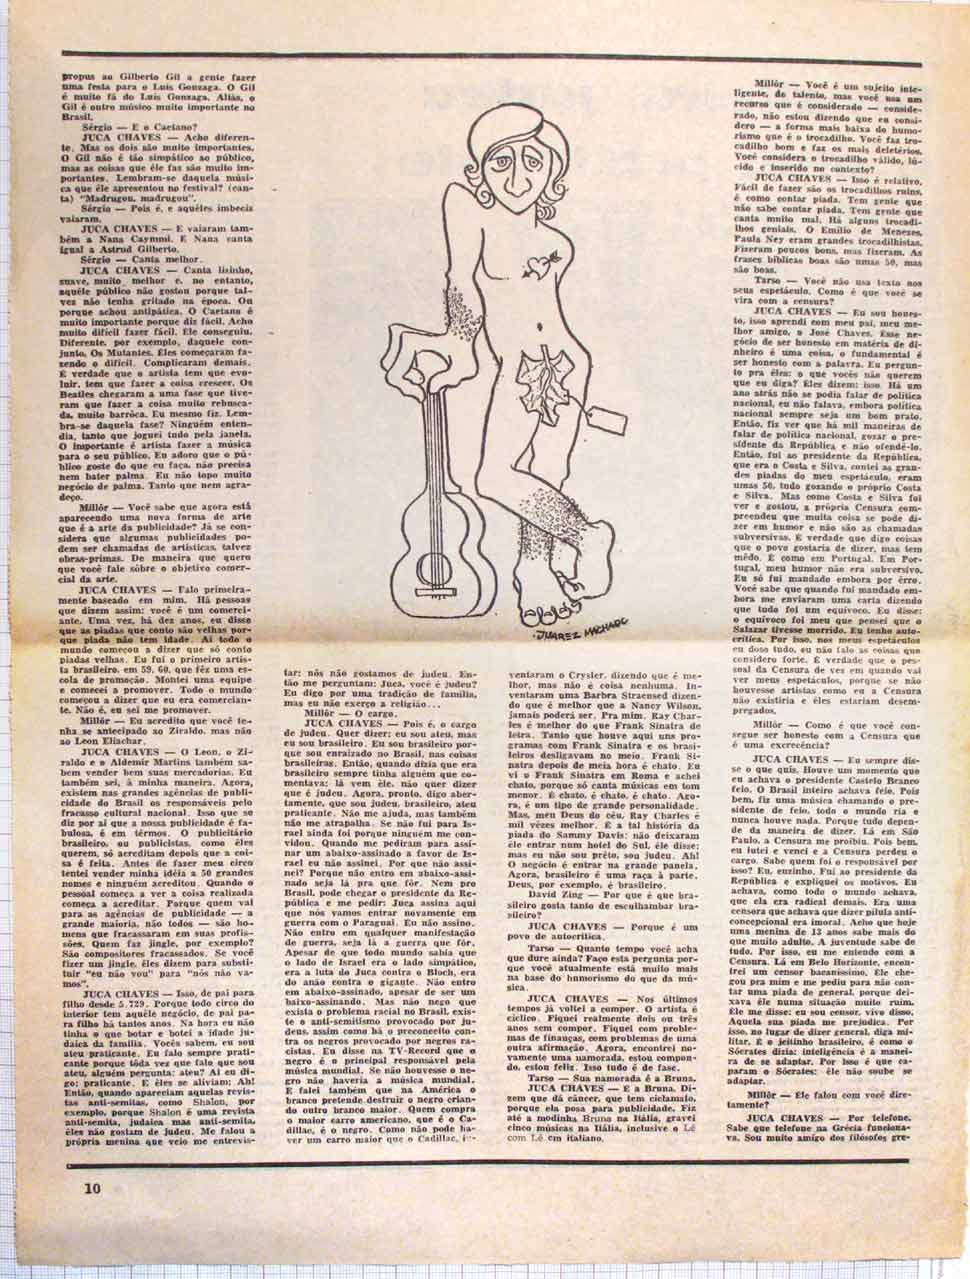 propus ao Gilberto Gil a gente fazer
uma festa para o Luis Gonzaga. O Gil
é muito fã do Luis Gonzaga. Aliás, o
Gil é outro músico muito importante no
Brasil.
Sérgio — E o Caetano?
JUCA CHAVES — Acho diferen-
te. Mas os dois são muito importantes.
O Gil não é tão simpático ao público,
mas as coisas que êle fas são muito im-
portantes. Lembram-se daquela músi-
ca que êle apresentou no festival? (can-
ta) "Madrugou, madrugou".
Sérgio — Pois é, e aquêles imbecis
vaiaram.
JUCA CHAVES — E vaiaram tam-
bém a Nana Caymmi. E Nana canta
igual a Astrud Gilberto.
Sérgio — Canta melhor.
JUCA CHAVES — Canta lisinho,
suave, muito melhor e, no entanto,
aquêle público não gostou porque tal-
vez não tenha gritado na época. Ou
porque achou antipática. O Caetano é
muito importante porque diz fácil. Acho
muito difícil fazer fácil. Ele conseguiu.
Diferente, por exemplo, daquele con-
junto, Os Mutantes. Éles começaram fa-
zendo o difícil. Complicaram demais.
É verdade que o artista tem que evo-
luir, tem que fazer a coisa crescer. Os
Beatles chegaram a uma fase que tive-
ram que fazer a coisa muito rebusca-
da, muito barrôca. Eu mesmo fiz. Lem-
bra-se daquela fase? Ninguém enten-
dia, tanto que joguei tudo pela janela.
O importante é artista fazer a música
para o seu público. Eu adoro que o pú-
blico goste do que eu faça, não precisa
nem bater palma. Eu não topo muito
negócio de palma. Tanto que nem agra-
deço.
Millôr — Você sabe que agora está
aparecendo uma nova forma de arte
que é a arte da publicidade? Já se con-
sidera que algumas publicidades po-
dem ser chamadas de artísticas, talvez
obras-primas. De maneira que quero
que você fale sôbre o objetivo comer-
cial da arte.
JUCA CHAVES — Falo primeira-
mente baseado em mim. Há pessoas
que dizem assim: você é um comerci-
ante. Uma vez, há dez anos, eu disse
que as piadas que conto são velhas por-
que piada não tem idade. Aí todo o
mundo começou a dizer que só conto
piadas velhas. Eu fui o primeiro artis-
ta brasileiro, em 59, 60, que fêz uma es-
cola de promoção. Montei uma equipe
e comecei a promover. Todo o mundo
começou a dizer que eu era comercian-
te. Não é, eu sei me promover.
Millôr — Eu acredito que você te-
nha se antecipado ao Ziraldo, mas não
ao Leon Eliachar.
JUCA CHAVES — O Leon, o Zi-
raldo e o Aldemir Martins também sa-
bem vender bem suas mercadorias. Eu
também sei, à minha maneira. Agora,
existem nas grandes agências de publi-
cidade do Brasil os responsáveis pelo
fracasso cultural nacional. Isso que se
diz por aí que a nossa publicidade é fa-
bulosa, é em têrmos. O publicitário
brasileiro, ou publicistas, como êles
querem, só acreditam depois que a coi-
sa é feita. Antes de fazer meu circo
tentei vender minha idéia a 50 grandes
nomes e ninguém acreditou. Quando o
pessoal começa a ver a coisa realizada
começa a acreditar. Porque quem vai
para as agências de publicidade — a
grande maioria, não todos — são ho-
mens que fracassaram em suas profis-
sões. Quem faz jingle, por exemplo?
São compositores fracassados. Se você
fizer um jingle, êles dizem para substi-
tuir "eu não vou" para "nós não va-
mos".
JUCA CHAVES — Isso, de pai para
filho desde 5.729. Porque todo circo do
interior tem aquêle negócio, de pai pa-
ra filho há tantos anos. Na hora eu não
tinha o que botar e botei a idade ju-
daica da família. Vocês sabem, eu sou
ateu praticante. Eu falo sempre prati-
cante porque tôda vez que falo que sou
ateu, alguém pergunta: ateu? Aí eu di-
go: praticante. E êles se aliviam: Ah!
Então, quando apareciam aquelas revis-
tas anti-semitas, como Shalon, por
exemplo, porque Shalon é uma revista
anti-semita, judaica mas anti-semita,
êles não gostam de judeu. Me falou a
própria menina que veio me entrevis-
tar: nós não gostamos de judeu. En-
tão me perguntam: Juca, você é judeu?
Eu digo por uma tradição de família,
mas eu não exerço a religião...
Millôr — O cargo.
JUCA CHAVES — Pois é, o cargo
de judeu. Quer dizer: eu sou ateu, mas
eu sou brasileiro. Eu sou brasileiro por-
que sou enraizado no Brasil, nas coisas
brasileiras. Então, quando dizia que era
brasileiro sempre tinha alguém que co-
mentava: lá vem êle, não quer dizer
que é judeu. Agora, pronto, digo aber-
tamente, que sou judeu, brasileiro, ateu
praticante. Não me ajuda, mas também
não me atrapalha. Se não fui para Is-
rael ainda foi porque ninguém me con-
vidou. Quando me pediram para assi-
nar um abaixo-assinado a favor de Is-
rael eu não assinei. Por que não assi-
nei? Porque não entro em abaixo-assi-
nado seja lá pra que fôr. Nem pro
Brasil, pode chegar o presidente da Re-
pública e me pedir: Juca assina aqui
que nós vamos entrar novamente em
guerra com o Paraguai. Eu não assino.
Não entro em qualquer manifestação
de guerra, seja lá a guerra que fôr.
Apesar de que todo mundo sabia que
o lado de Israel era o lado simpático,
era a luta do Juca contra o Bloch, era
do anão contra o gigante. Não entro
em abaixo-assinado, apesar de ser um
baixo-assinando. Mas não nego que
exista o problema racial no Brasil, exis-
te o anti-semitismo provocado por ju-
deus, assim como há o preconceito con-
tra os negros provocado por negros ra-
cistas. Eu disse na TV-Record que o
negro é o principal responsável pela
música mundial. Se não houvesse o ne-
gro não haveria a música mundial.
E falei também que na América o
branco pretende destruir o negro crian-
do outro branco maior. Quem compra
o maior carro americano, que é o Ca-
dillac, é o negro. Como não pode ha-
ver um carro maior que o Cadillac, in-
ventaram o Crysler, dizendo que é me-
lhor, mas não é coisa nenhuma. In-
ventaram uma Barbra Straensed dizen-
do que é melhor que a Nancy Wilson,
jamais poderá ser. Pra mim, Ray Char-
les é melhor do que Frank Sinatra de
letra. Tanto que houve aqui uns pro-
gramas com Frank Sinatra e os brasi-
leiros desligavam no meio. Frank Si-
natra depois de meia hora é chato. Eu
vi o Frank Sinatra em Roma e achei
chato, porque só canta músicas em tom
menor. É chato, é chato, é chato. Ago-
ra, é um tipo de grande personalidade.
Mas, meu Deus do céu, Ray Charles é
mil vêzes melhor. É a tal história da
piada do Sammy Davis: não deixaram
êle entrar num hotel do Sul, êle disse:
mas eu não sou prêto, sou judeu. Ah!
O negócio é entrar na grande panela.
Agora, brasileiro é uma raça à parte.
Deus, por exemplo, é brasileiro.
David Zing — Por que é que bra-
sileiro gosta tanto de esculhambar bra-
sileiro?
JUCA CHAVES — Porque é um
povo de autocrítica.
Tarso — Quanto tempo você acha
que dure ainda? Faço esta pergunta por-
que você atualmente está muito mais
na base do humorismo do que da mú-
sica.
JUCA CHAVES — Nos últimos
tempos já voltei a compor. O artista é
cíclico. Fiquei realmente dois ou três
anos sem compor. Fiquei com proble-
mas de finanças, com problemas de uma
outra afirmação. Agora, encontrei no-
vamente uma namorada, estou compon-
do, estou feliz. Isso tudo é de fase.
Tarso — Sua namorada é a Bruna.
JUCA CHAVES — É a Bruna. Di-
zem que dá câncer, que tem ciclamato,
porque ela posa para publicidade. Fiz
até a modinha Bruna na Itália, gravei
cinco músicas na Itália, inclusive o Lé
com Lé em italiano.
Millôr — Você é um sujeito inte-
ligente, de talento, mas você usa um
recurso que é considerado — conside-
rado, não estou dizendo que eu consi-
dero — a forma mais baixa do humo-
rismo que é o trocadilho. Você faz tro-
cadilho bom e faz os mais deletérios.
Você considera o trocadilho válido, lú-
cido e inserido no contexto?
JUCA CHAVES — Isso é relativo.
Fácil de fazer são os trocadilhos ruins,
é como contar piada. Tem gente que
não sabe contar piada. Tem gente que
canta muito mal. Há alguns trocadi-
lhos geniais. O Emílio de Menezes,
Paula Ney eram grandes trocadilhistas.
Fizeram poucos bons, mas fizeram. As
frases bíblicas boas são umas 50, mas
são boas.
Tarso — Você não usa texto nos
seus espetáculo. Como é que você se
vira com a censura?
JUCA CHAVES — Eu sou hones-
to, isso aprendi com meu pai, meu me-
lhor amigo, o José Chaves. Esse ne-
gócio de ser honesto em matéria de di-
nheiro é uma coisa, o fundamental é
ser honesto com a palavra. Eu pergun-
to pra êles: o que vocês não querem
que eu diga? Êles dizem: isso. Há um
ano atrás não se podia falar de política
nacional, eu não falava, embora política
nacional sempre seja um bom prato.
Então, fiz ver que há mil maneiras de
falar de política nacional, gozar o pre-
sidente da República e não ofendê-lo.
Então, fui ao presidente da República,
que era o Costa e Silva, contei as gran-
des piadas do meu espetáculo, eram
umas 50, tudo gozando o próprio Costa
e Silva. Mas como Costa e Silva foi
ver e gostou, a própria Censura com-
preendeu que muita coisa se pode di-
zer em humor e não são as chamadas
subversivas. É verdade que digo coisas
que o povo gostaria de dizer, mas tem
mêdo. É como em Portugal. Em Por-
tugal, meu humor não era subversivo.
Eu só fui mandado embora por êrro.
Você sabe que quando fui mandado em-
bora me enviaram uma carta dizendo
que tudo foi um equívoco. Eu disse:
o equívoco foi meu que pensei que o
Salazar tivesse morrido. Eu tenho auto-
crítica. Por isso, nos meus espetáculos
eu doso tudo, eu não falo as coisas que
considero forte. É verdade que o pes-
soal da Censura de vez em quando vai
ver meus espetáculos, porque se não
houvesse artistas como eu a Censura
não existiria e êles estariam desem-
pregados.
Millôr — Como é que você con-
segue ser honesto com a Censura que
é uma excrecência?
JUCA CHAVES — Eu sempre dis-
se o que quis. Houve um momento que
eu achava o presidente Castelo Branco
feio. O Brasil inteiro achava feio. Pois
bem, fiz uma música chamando o pre-
sidente de feio, todo o mundo ria e
nunca houve nada. Porque tudo depen-
de da maneira de dizer. Lá em São
Paulo, a Censura me proibiu. Pois bem,
eu lutei e venci e a Censura perdeu o
cargo. Sabe quem foi o responsável por
isso? Eu, enzinho. Fui ao presidente da
República e expliquei os motivos. Eu
achava, como todo o mundo achava,
que ela era radical demais. Era uma
censora que achava que dizer pílula anti-
concepcional era imoral. Acho que hoje
uma menina de 13 anos sabe mais do
que muito adulto. A juventude sabe de
tudo. Por isso, eu me entendo com a
Censura. Lá em Belo Horizonte, encon-
trei um censor bacaníssimo. Ele che-
gou pra mim e me pediu para não con-
tar uma piada de general, porque dei-
xava êle numa situação muito ruim.
Êle me disse: eu sou censor, vivo disso.
Aquela sua piada me prejudica. Por
isso, no lugar de dizer general, diga mi-
litar. É o jeitinho brasileiro, é como o
Sócrates dizia: inteligência é a manei-
ra de se adaptar. Por isso é que ca-
param o Sócrates: êle não soube se
adaptar.
Millôr — Ele falou com você dire-
tamente?
JUCA CHAVES — Por telefone.
Sabe que telefone na Grécia funciona-
va. Sou muito amigo dos filósofos gre-
JUAREZ MACHADO
10